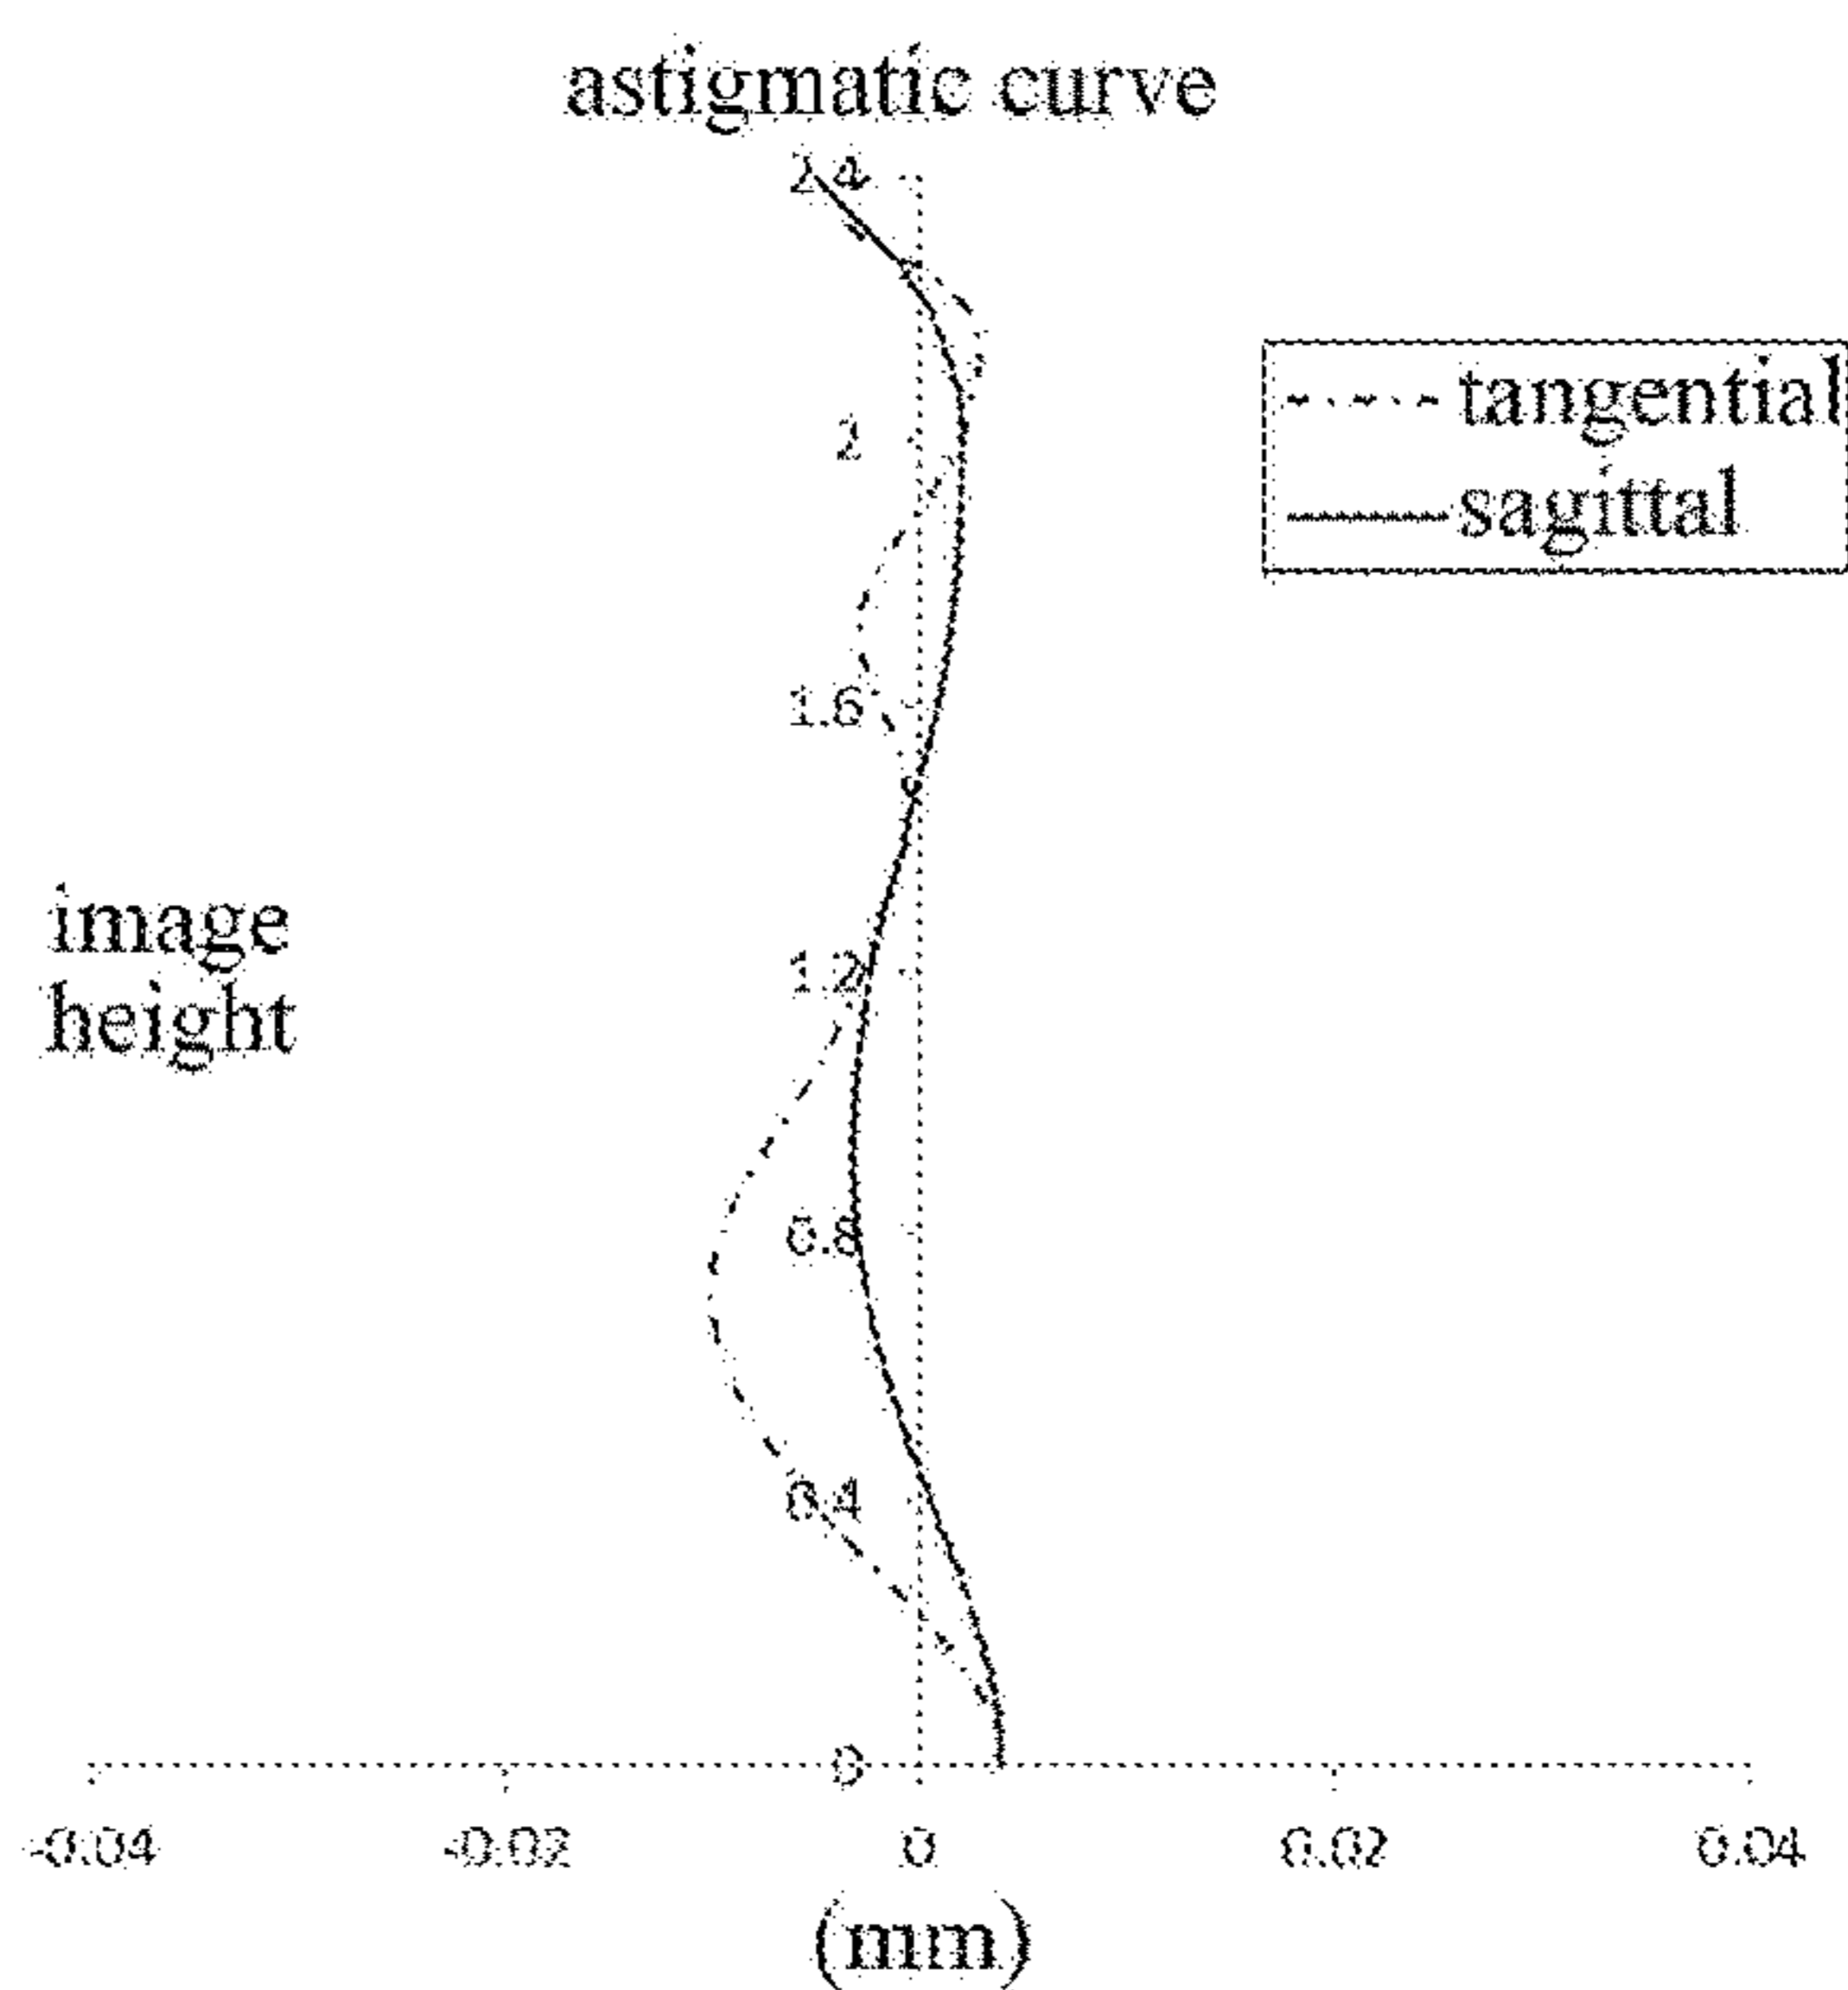 astigmatic curve
2.4
tangential
2
sagittal
1.6
image
height
1.2
0.8
0.4
0
-0.04 -0.02 0 0.02 0.04
(mm)